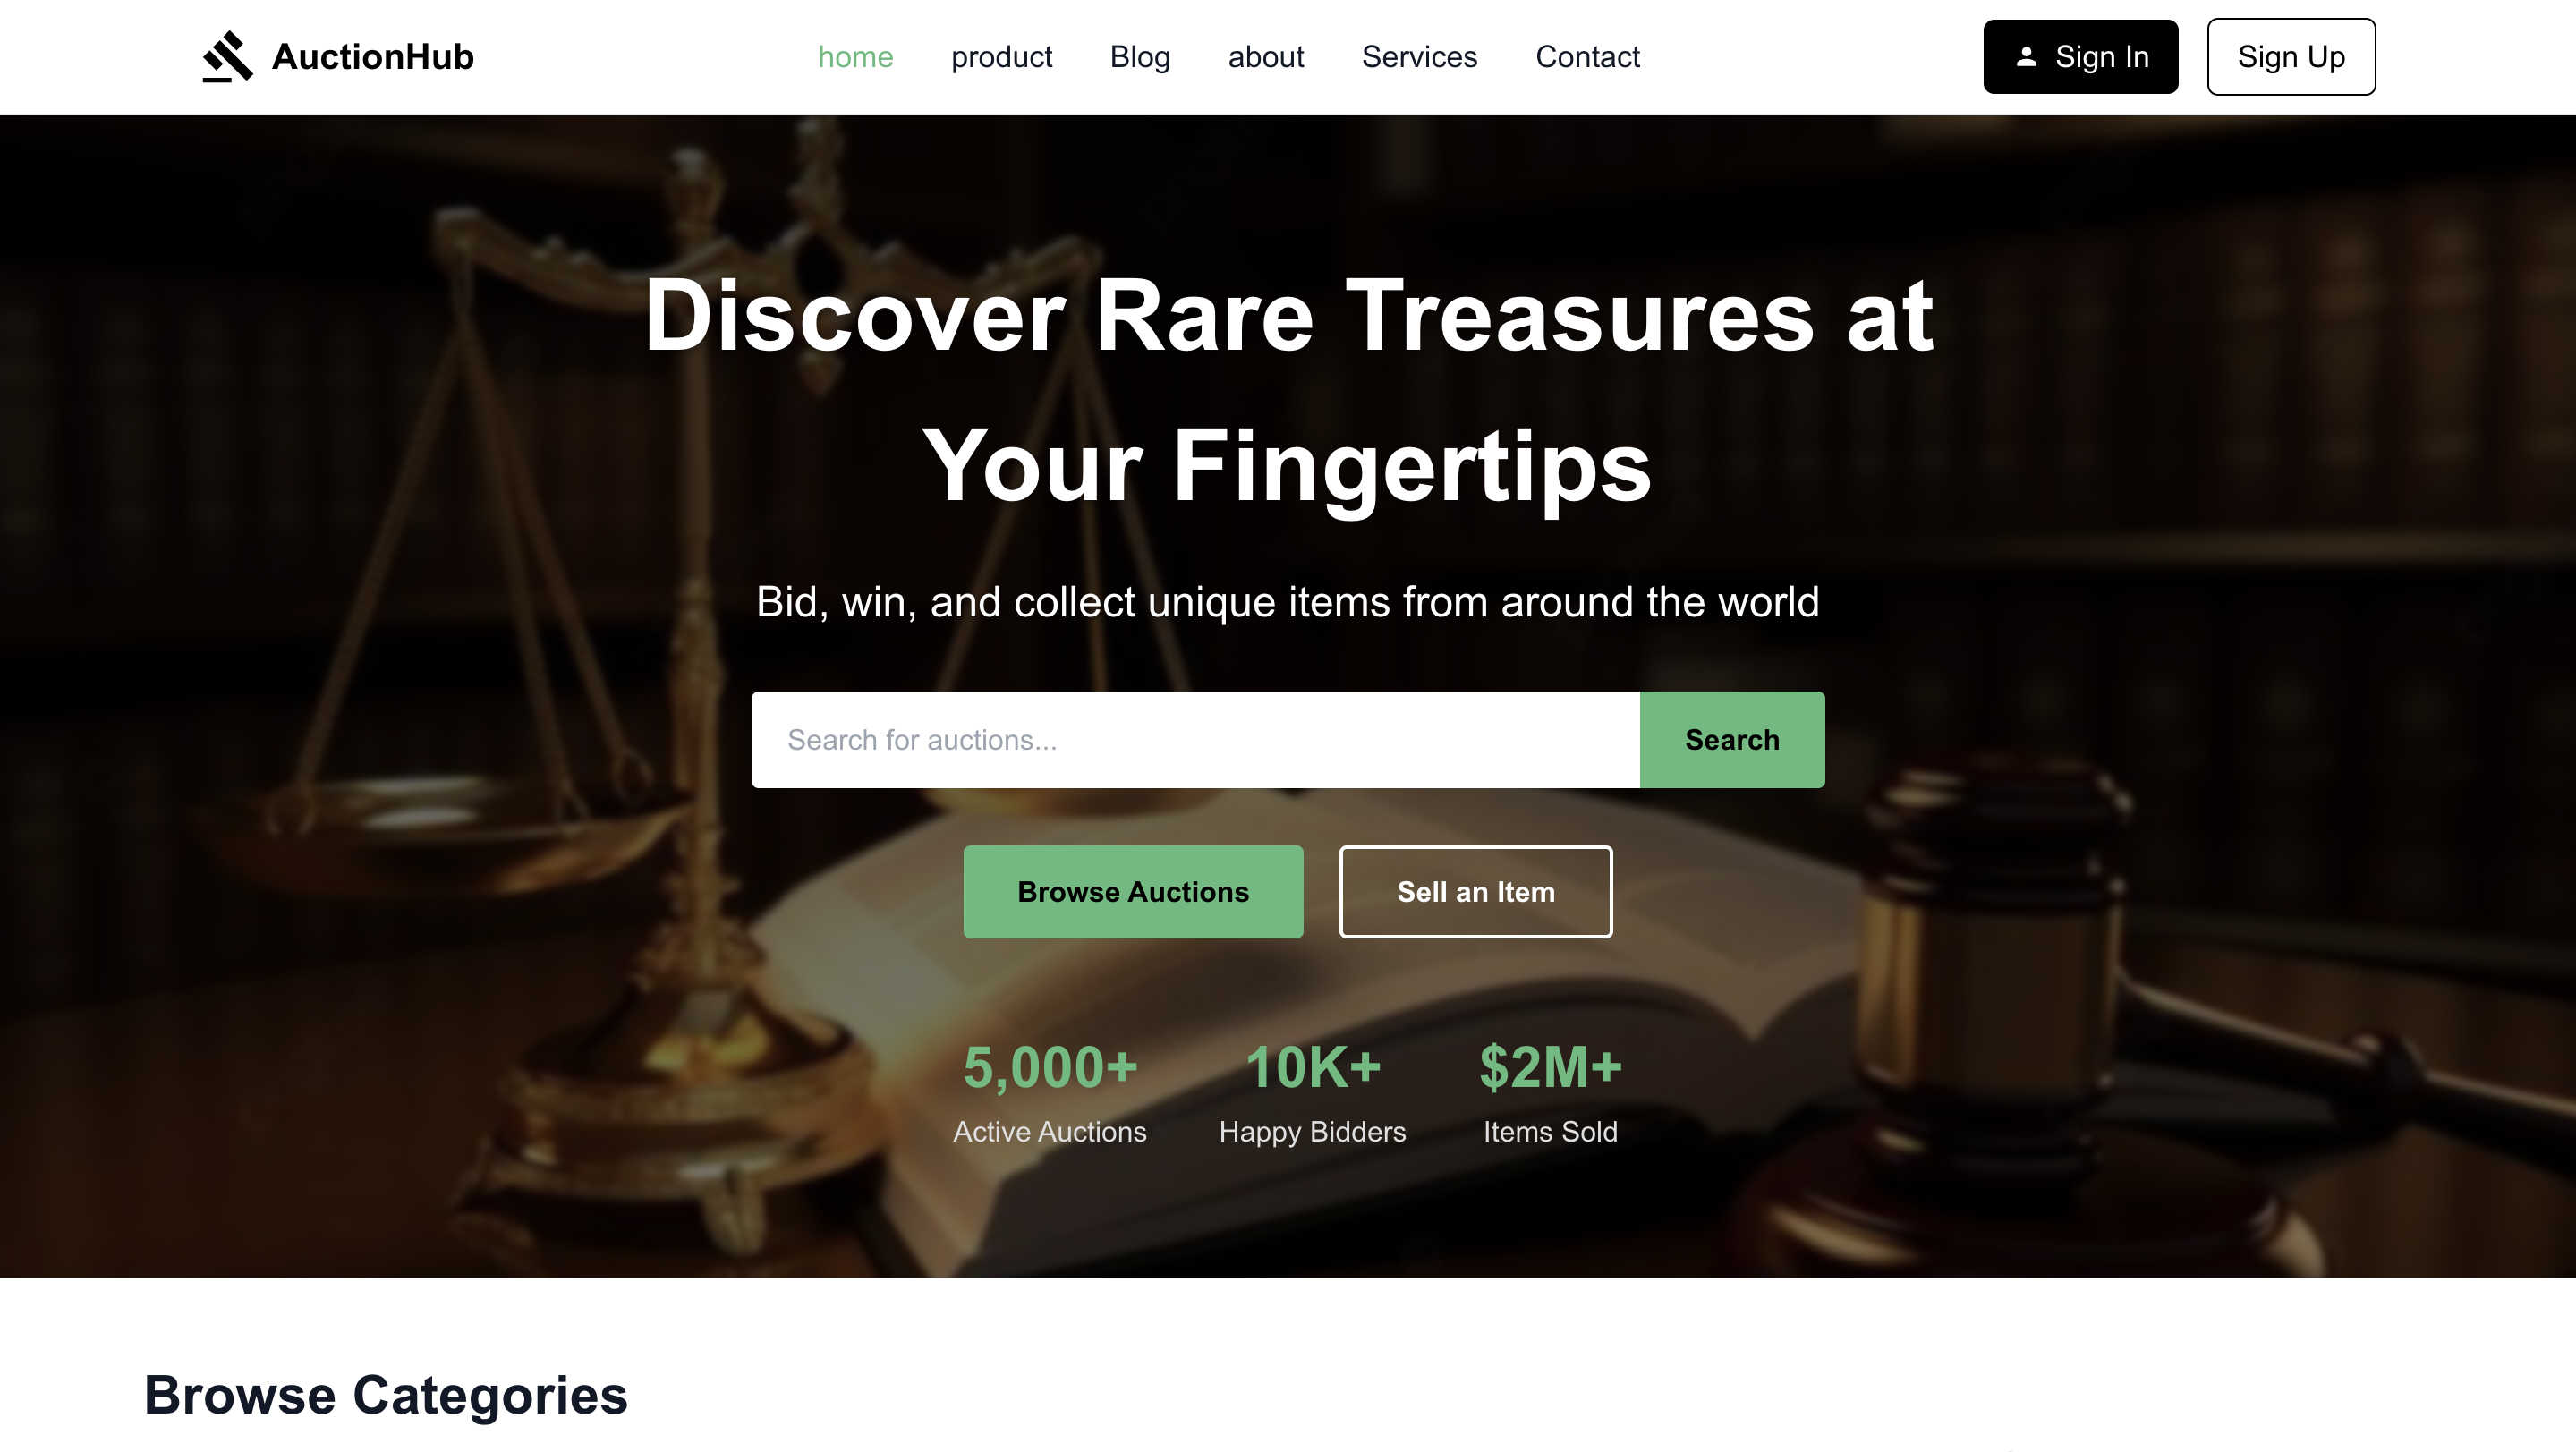 AuctionHub
home
product
Blog
about
Services
Contact
Sign In
Sign Up
Discover Rare Treasures at
Your Fingertips
Bid, win, and collect unique items from around the world
Search for auctions...
Search
Browse Auctions
Sell an Item
5,000+
10K+
$2M+
Active Auctions
Happy Bidders
Items Sold
Browse Categories